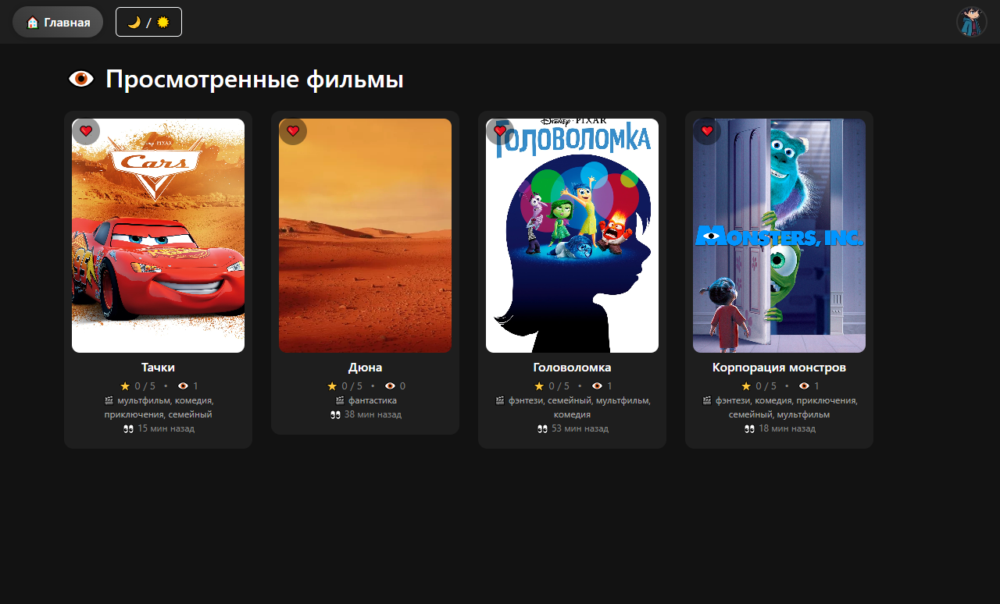 🏠 Главная
🌙 / ☀️
👁️ Просмотренные фильмы
Disney · PIXAR
Cars
Тачки
⭐ 0 / 5 • 👁️ 1
🎬 мультфильм, комедия,
приключения, семейный
👀 15 мин назад
Дюна
⭐ 0 / 5 • 👁️ 0
🎬 фантастика
👀 38 мин назад
Disney · PIXAR
ГОЛОВОЛОМКА
Головоломка
⭐ 0 / 5 • 👁️ 1
🎬 фэнтези, семейный, мультфильм,
комедия
👀 53 мин назад
MONSTERS, INC.
Корпорация монстров
⭐ 0 / 5 • 👁️ 1
🎬 фэнтези, комедия, приключения,
семейный, мультфильм
👀 18 мин назад